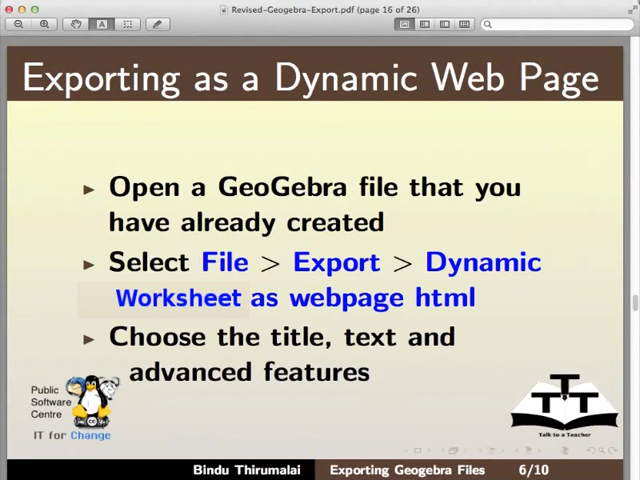 Revised-Geogebra-Export.pdf (page 16 of 26)
Exporting as a Dynamic Web Page
Open a GeoGebra file that you
have already created
Select File > Export > Dynamic
Worksheet as webpage html
Choose the title, text and
advanced features
Public
Software
Centre
IT for Change
TTT
Talk to a Teacher
Bindu Thirumalai
Exporting Geogebra Files
6/10